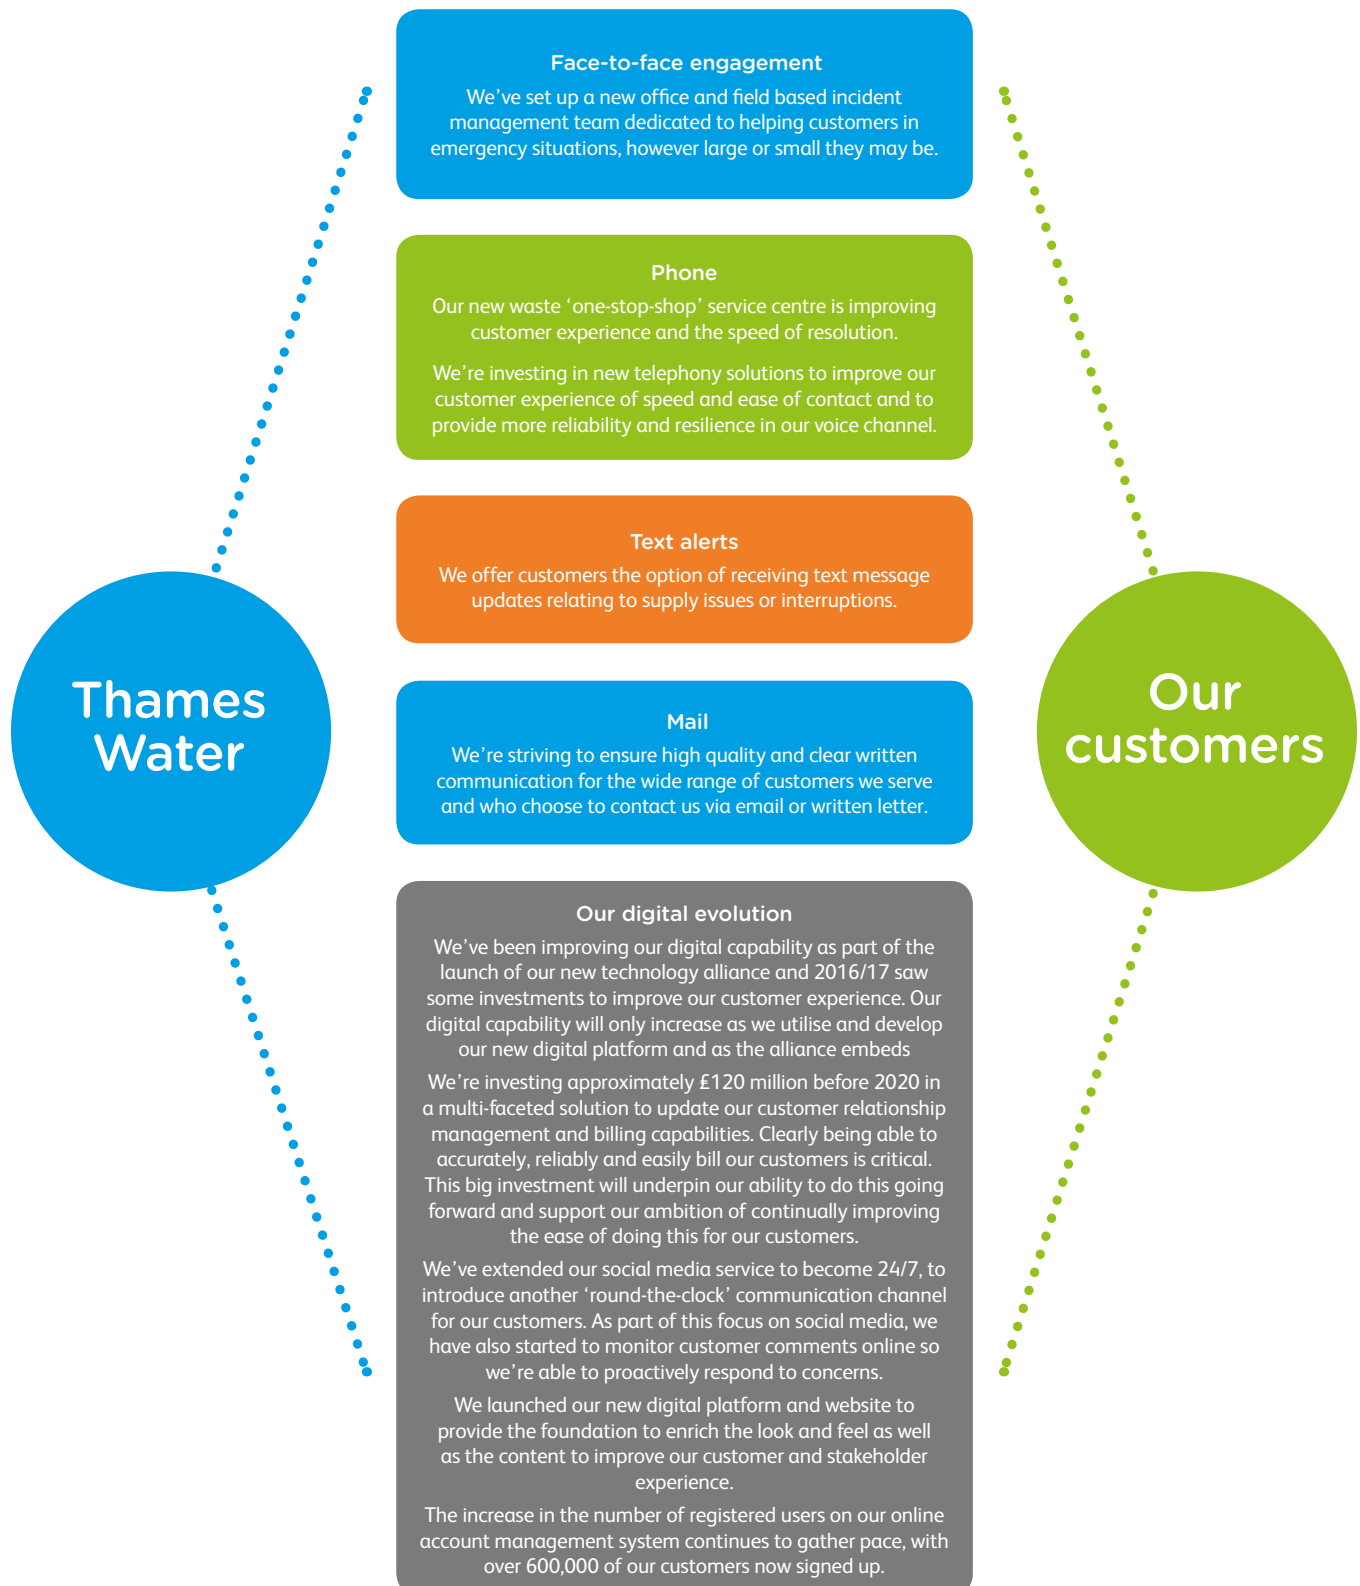 Face-to-face engagement
We've set up a new office and field based incident
management team dedicated to helping customers in
emergency situations, however large or small they may be.
Phone
Our new waste 'one-stop-shop' service centre is improving
customer experience and the speed of resolution.
We're investing in new telephony solutions to improve our
customer experience of speed and ease of contact and to
provide more reliability and resilience in our voice channel.
Text alerts
We offer customers the option of receiving text message
updates relating to supply issues or interruptions.
Thames
Water
Mail
We're striving to ensure high quality and clear written
communication for the wide range of customers we serve
and who choose to contact us via email or written letter.
Our
customers
Our digital evolution
We've been improving our digital capability as part of the
launch of our new technology alliance and 2016/17 saw
some investments to improve our customer experience. Our
digital capability will only increase as we utilise and develop
our new digital platform and as the alliance embeds
We're investing approximately £120 million before 2020 in
a multi-faceted solution to update our customer relationship
management and billing capabilities. Clearly being able to
accurately, reliably and easily bill our customers is critical.
This big investment will underpin our ability to do this going
forward and support our ambition of continually improving
the ease of doing this for our customers.
We've extended our social media service to become 24/7, to
introduce another 'round-the-clock' communication channel
for our customers. As part of this focus on social media, we
have also started to monitor customer comments online so
we're able to proactively respond to concerns.
We launched our new digital platform and website to
provide the foundation to enrich the look and feel as well
as the content to improve our customer and stakeholder
experience.
The increase in the number of registered users on our online
account management system continues to gather pace, with
over 600,000 of our customers now signed up.